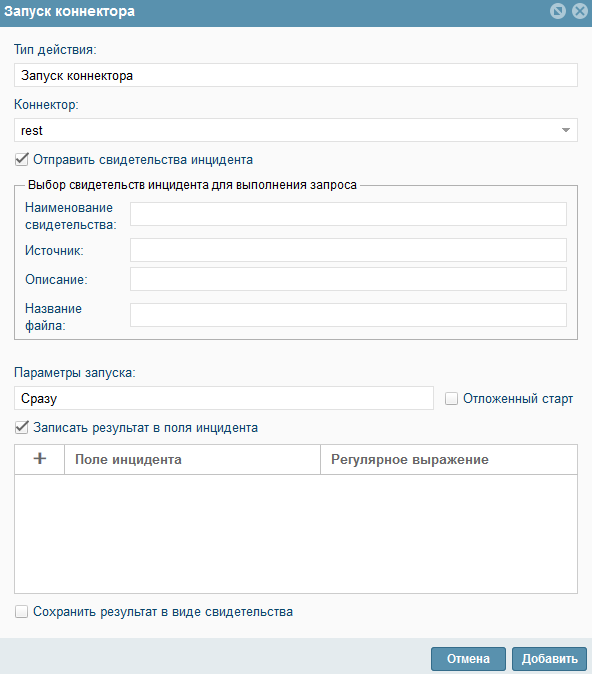 Запуск коннектора
Тип действия:
Запуск коннектора
Коннектор:
rest
Отправить свидетельства инцидента
Выбор свидетельств инцидента для выполнения запроса
Наименование
свидетельства:
Источник:
Описание:
Название
файла:
Параметры запуска:
Сразу
Отложенный старт
Записать результат в поля инцидента
Поле инцидента
Регулярное выражение
Сохранить результат в виде свидетельства
Отмена
Добавить